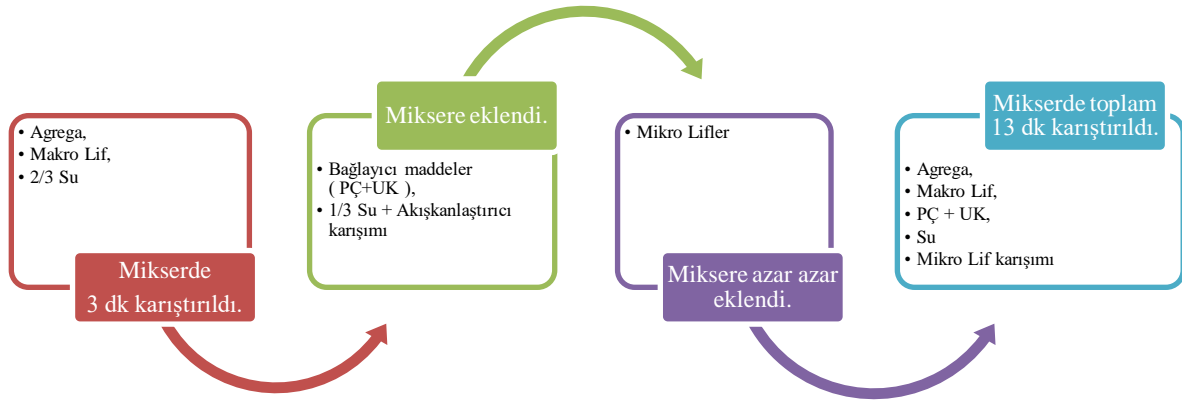 • Agrega,
• Makro Lif,
• 2/3 Su
Mikserde
3 dk karıştırıldı.
Miksere eklendi.
• Bağlayıcı maddeler
( PÇ+UK ),
• 1/3 Su + Akışkanlaştırıcı
karışımı
• Mikro Lifler
Miksere azar azar
eklendi.
Mikserde toplam
13 dk karıştırıldı.
• Agrega,
• Makro Lif,
• PÇ + UK,
• Su
• Mikro Lif karışımı